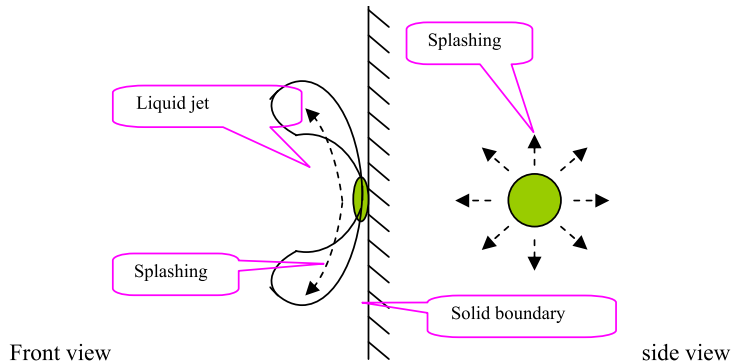 Splashing
Liquid jet
Splashing
Solid boundary
Front view
side view